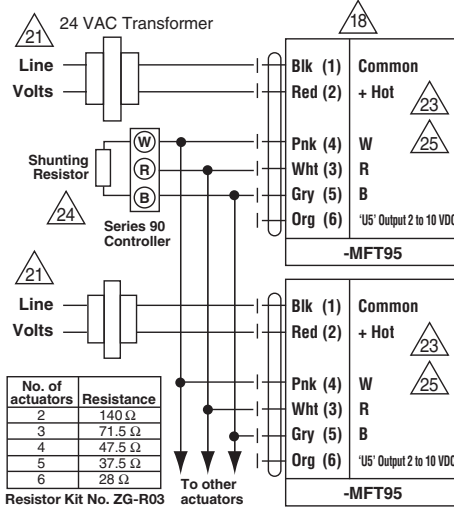 21
24 VAC Transformer
18
Line
Volts
Blk (1) Common
Red (2) + Hot
23
Pnk (4) W
25
Wht (3) R
Gry (5) B
Org (6) 'U5' Output 2 to 10 VDC
-MFT95
W
R
B
Shunting
Resistor
24
Series 90
Controller
21
Line
Volts
Blk (1) Common
Red (2) + Hot
23
Pnk (4) W
25
Wht (3) R
Gry (5) B
Org (6) 'U5' Output 2 to 10 VDC
-MFT95
No. of
actuators Resistance
2 140 Ω
3 71.5 Ω
4 47.5 Ω
5 37.5 Ω
6 28 Ω
Resistor Kit No. ZG-R03
To other
actuators